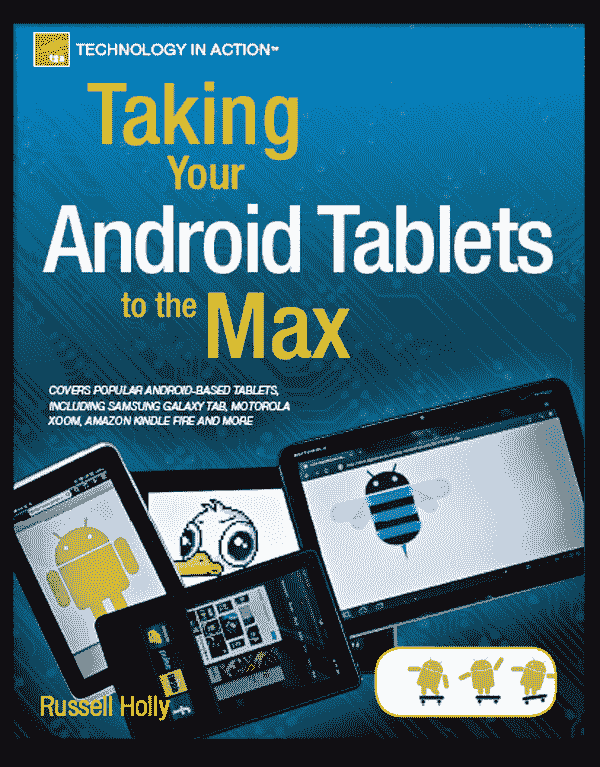 TECHNOLOGY IN ACTION™
Taking
Your
Android Tablets
to the
Max
COVERS POPULAR ANDROID-BASED TABLETS,
INCLUDING SAMSUNG GALAXY TAB, MOTOROLA
XOOM, AMAZON KINDLE FIRE AND MORE
Russell Holly